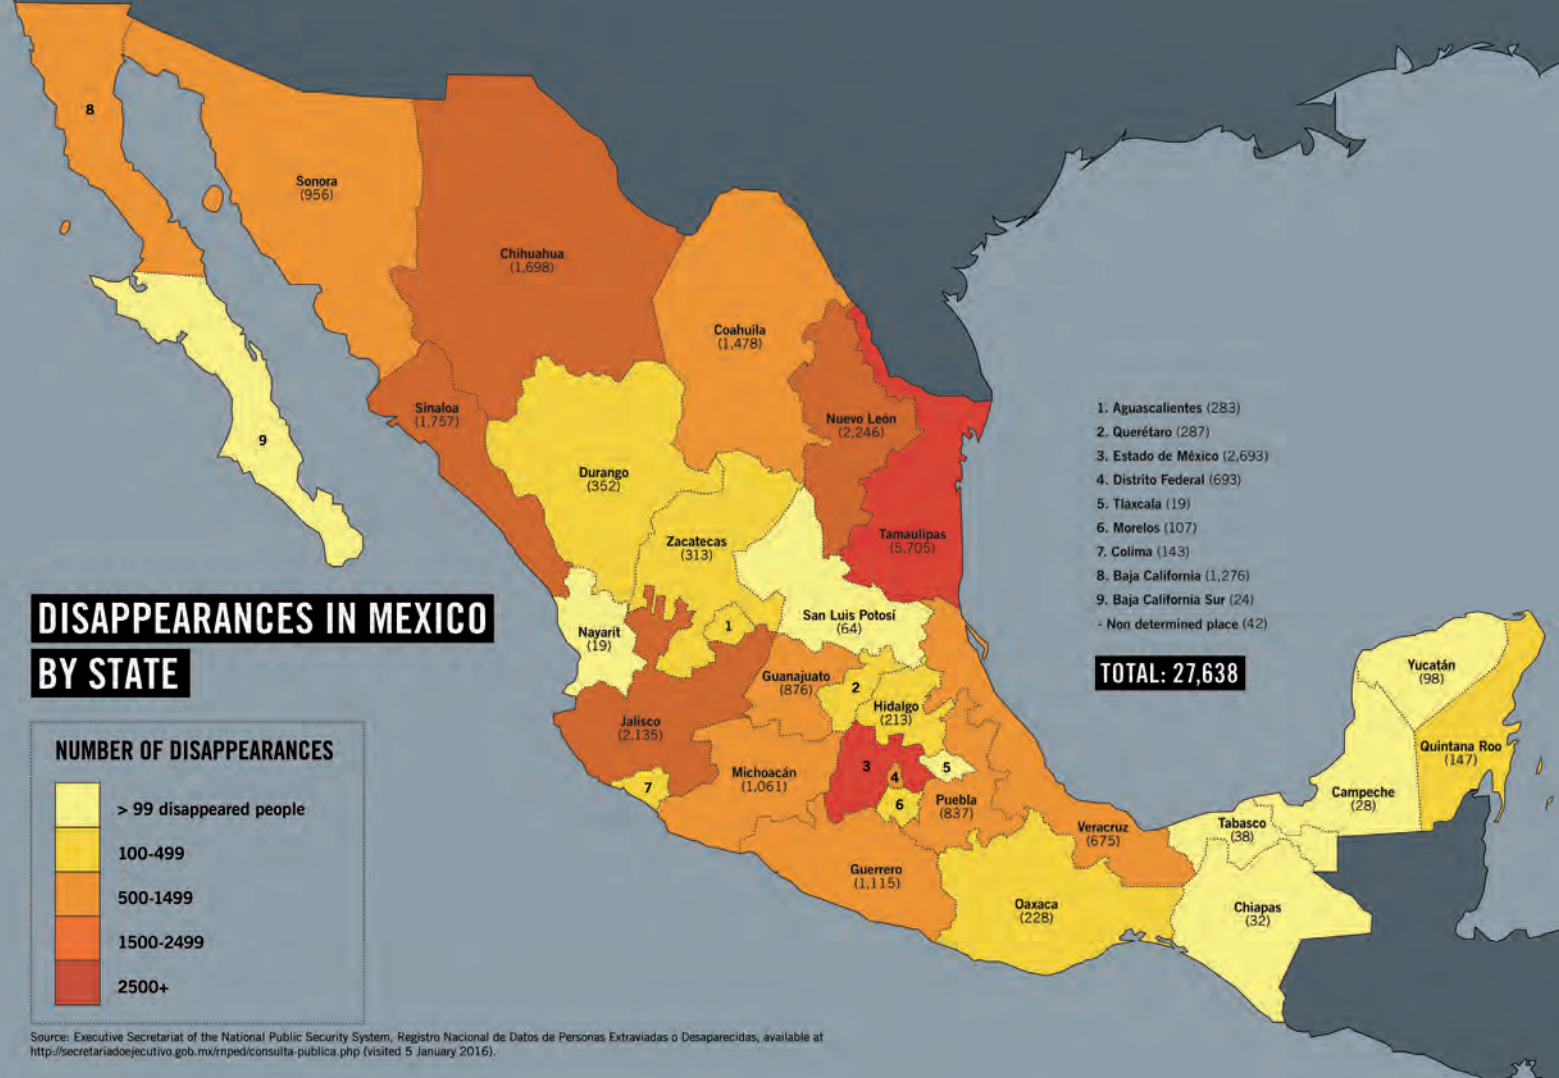 8
Sonora
(956)
Chihuahua
(1,698)
Coahuila
(1,478)
Sinaloa
(1,757)
Nuevo León
(2,246)
9
Durango
(352)
Zacatecas
(313)
Tamaulipas
(5,705)
1. Aguascalientes (283)
2. Querétaro (287)
3. Estado de México (2,693)
4. Distrito Federal (693)
5. Tlaxcala (19)
6. Morelos (107)
7. Colima (143)
8. Baja California (1,276)
9. Baja California Sur (24)
- Non determined place (42)
TOTAL: 27,638
DISAPPEARANCES IN MEXICO
BY STATE
Nayarit
(19)
1
San Luis Potosí
(64)
Guanajuato
(876)
2
Hidalgo
(213)
Jalisco
(2,135)
Michoacán
(1,061)
3
4
5
6
7
Puebla
(837)
Veracruz
(675)
Guerrero
(1,115)
Oaxaca
(228)
Yucatán
(98)
Quintana Roo
(147)
Campeche
(28)
Tabasco
(38)
Chiapas
(32)
NUMBER OF DISAPPEARANCES
> 99 disappeared people
100-499
500-1499
1500-2499
2500+
Source: Executive Secretariat of the National Public Security System, Registro Nacional de Datos de Personas Extraviadas o Desaparecidas, available at
http://secretariadoejecutivo.gob.mx/rnped/consulta-publica.php (visited 5 January 2016).